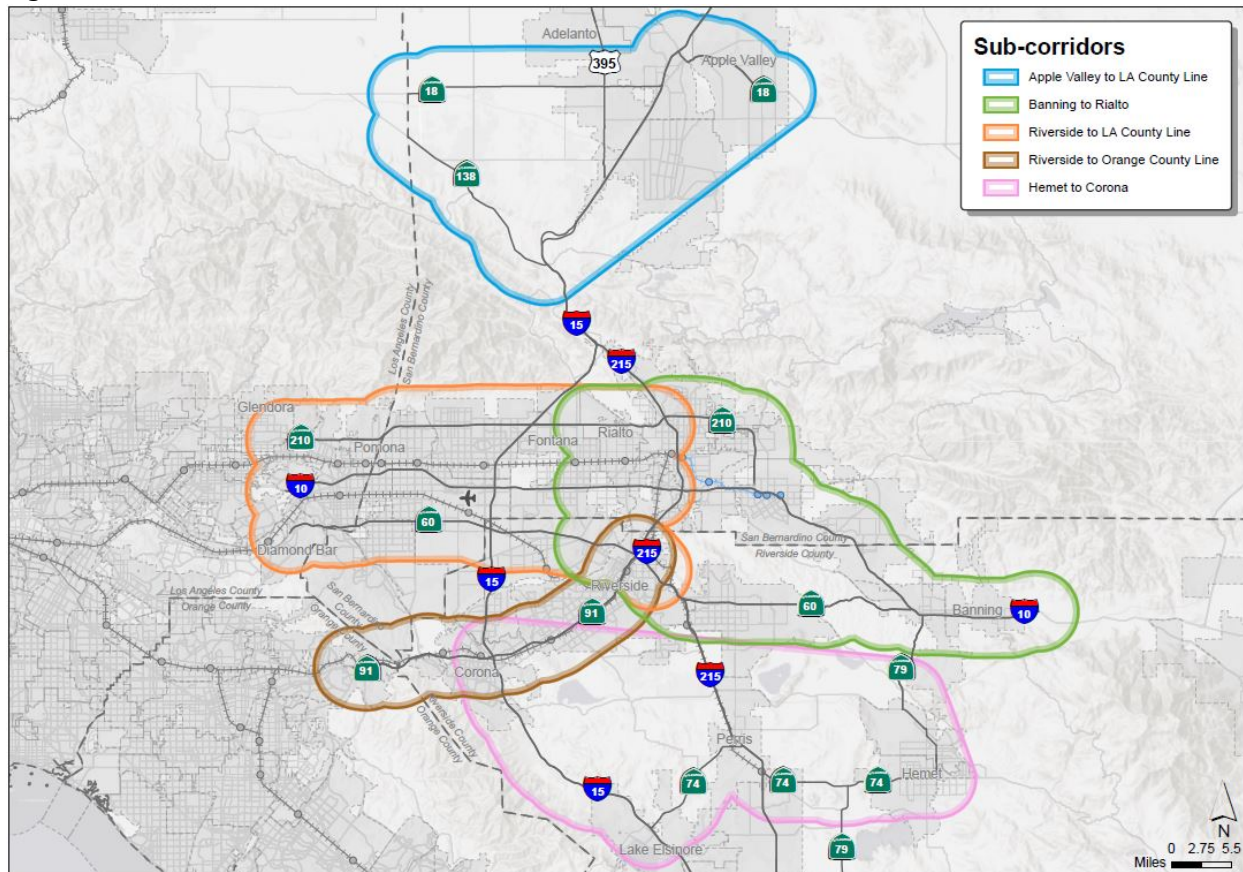 Adelanto
395
Apple Valley
18
18
138
Sub-corridors
Apple Valley to LA County Line
Banning to Rialto
Riverside to LA County Line
Riverside to Orange County Line
Hemet to Corona
Los Angeles County
San Bernardino County
15
215
Glendora
210
Pomona
Fontana
Rialto
210
10
60
Diamond Bar
San Bernardino County
Riverside County
215
15
Riverside
91
60
Banning
10
Los Angeles County
Orange County
San Bernardino
County
Orange County
91
Corona
215
79
Riverside County
Orange County
Perris
15
74
74
74
Hemet
Lake Elsinore
79
N
0 2.75 5.5
Miles